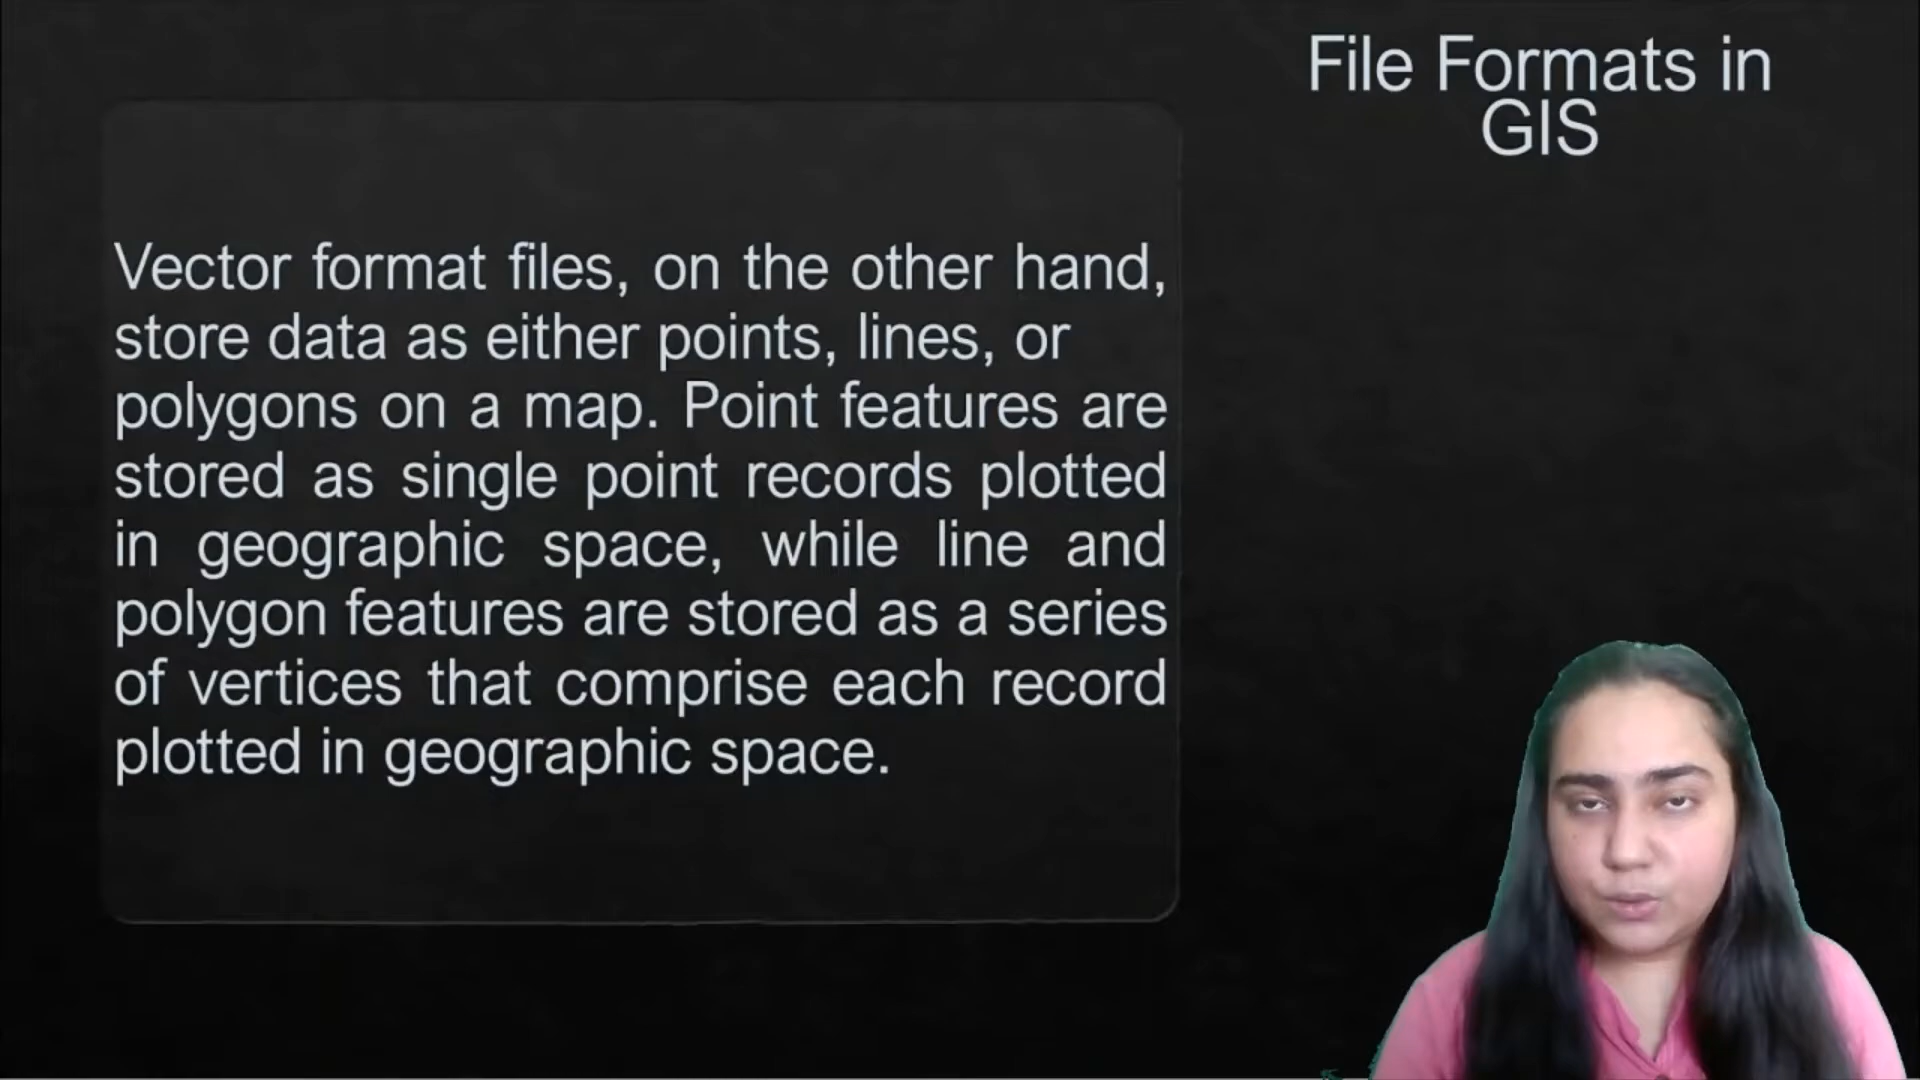 File Formats in
GIS
Vector format files, on the other hand,
store data as either points, lines, or
polygons on a map. Point features are
stored as single point records plotted
in geographic space, while line and
polygon features are stored as a series
of vertices that comprise each record
plotted in geographic space.